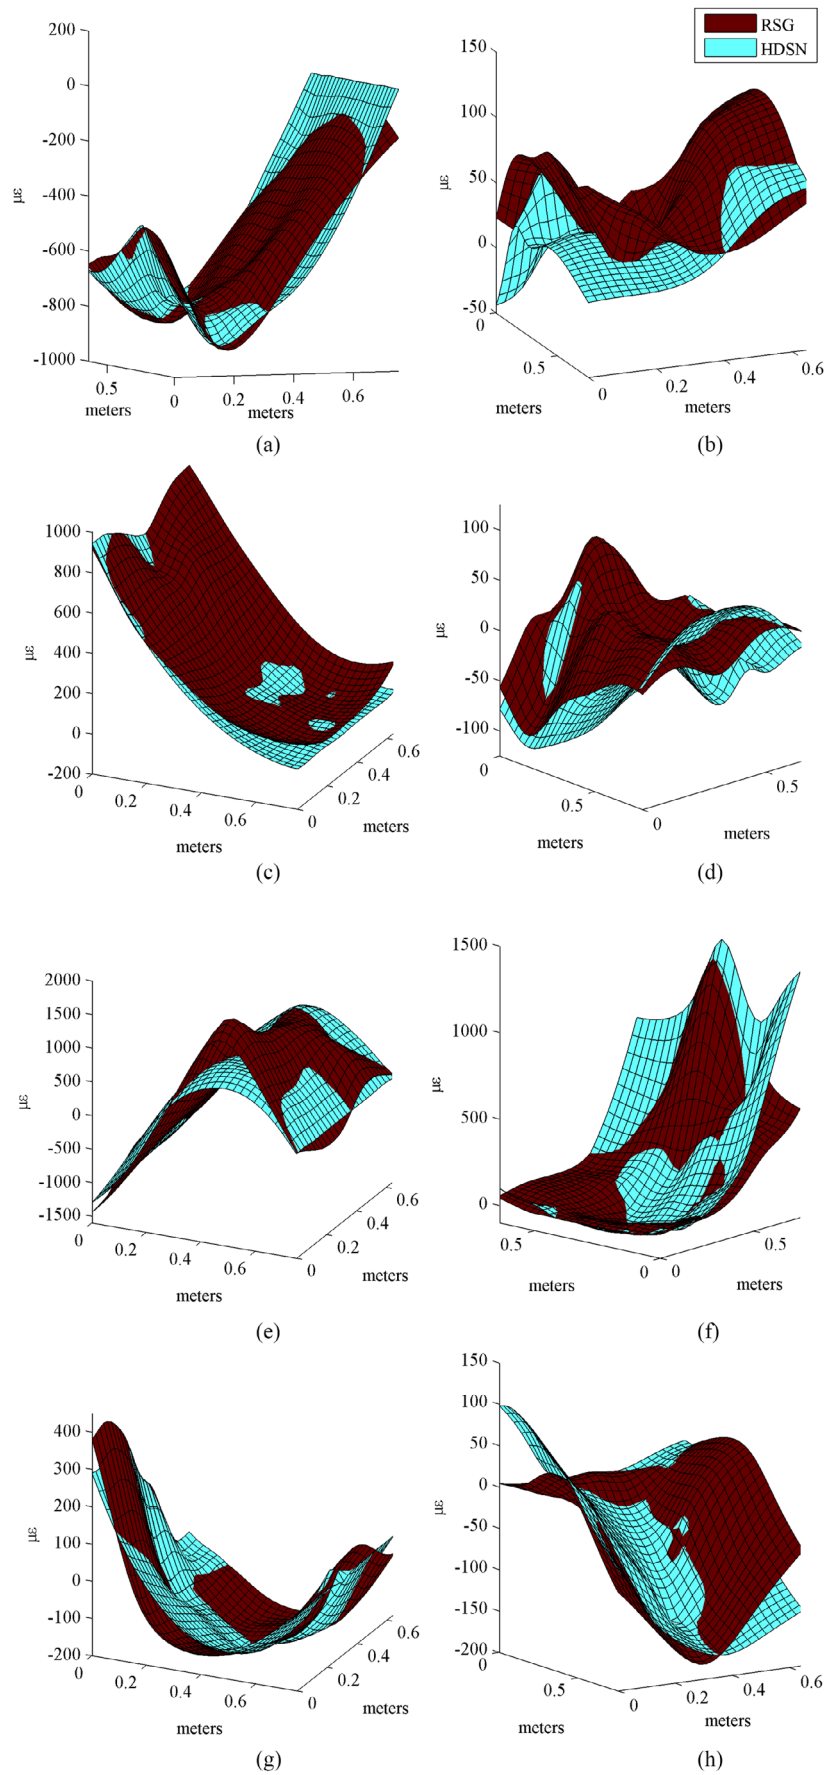 RSG
HDSN
200
0
-200
-400
-600
-800
-1000
με
0.5
meters
0
0.2
0.4
0.6
meters
(a)
150
100
50
0
-50
με
0
0.5
meters
0
0.2
0.4
0.6
meters
(b)
1000
800
600
400
200
0
-200
με
0
0.2
0.4
0.6
meters
0
0.2
0.4
0.6
meters
(c)
100
50
0
-50
-100
με
0
0.5
meters
0
0.5
meters
(d)
2000
1500
1000
500
0
-500
-1000
-1500
με
0
0.2
0.4
0.6
meters
0
0.2
0.4
0.6
meters
(e)
1500
1000
500
0
με
0.5
0
meters
0
0.5
meters
(f)
400
300
200
100
0
-100
-200
με
0
0.2
0.4
0.6
meters
0
0.2
0.4
0.6
meters
(g)
150
100
50
0
-50
-100
-150
-200
με
0
0.5
meters
0
0.2
0.4
0.6
meters
(h)